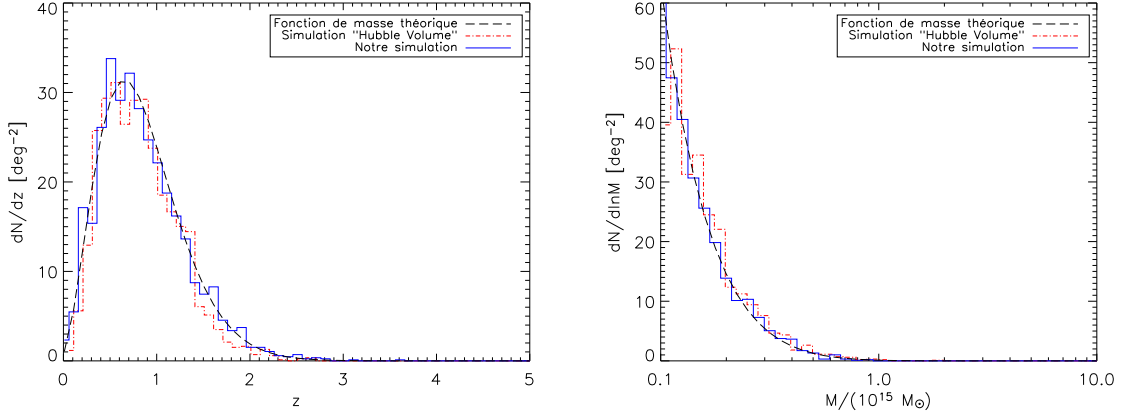 40
30
20
10
0
dN/dz [deg⁻²]
Fonction de masse théorique
Simulation "Hubble Volume"
Notre simulation
0 1 2 3 4 5
z
60
50
40
30
20
10
0
dN/dlnM [deg⁻²]
Fonction de masse théorique
Simulation "Hubble Volume"
Notre simulation
0.1 1.0 10.0
M/(10¹⁵ M☉)